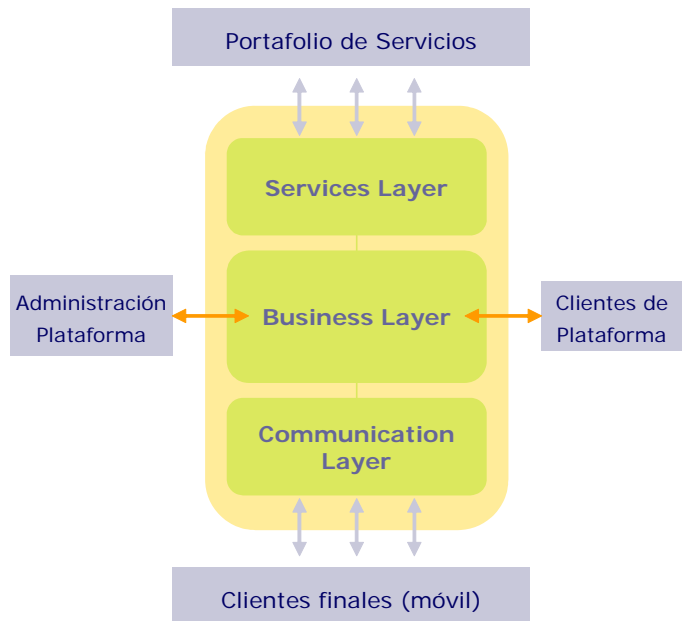 Portafolio de Servicios
Services Layer
Administración
Plataforma
Business Layer
Clientes de
Plataforma
Communication
Layer
Clientes finales (móvil)